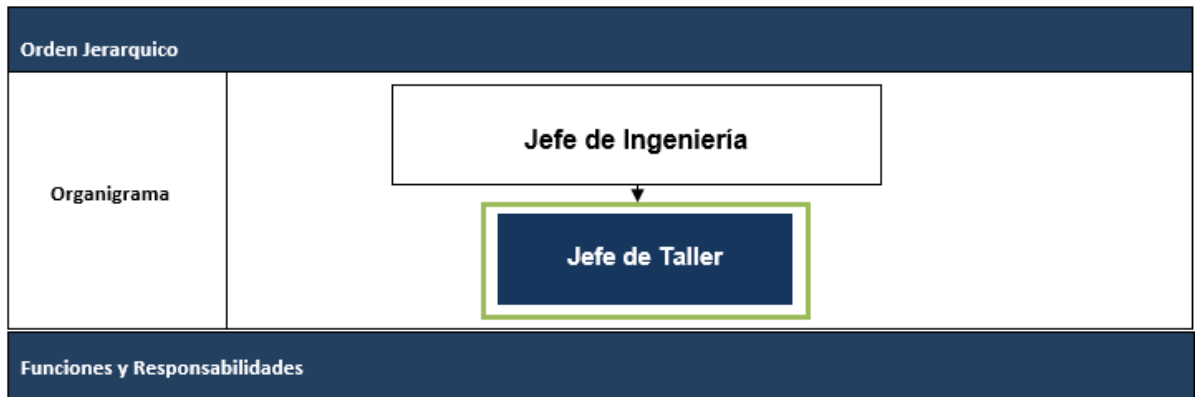 Orden Jerarquico
Jefe de Ingeniería
Organigrama
Jefe de Taller
Funciones y Responsabilidades